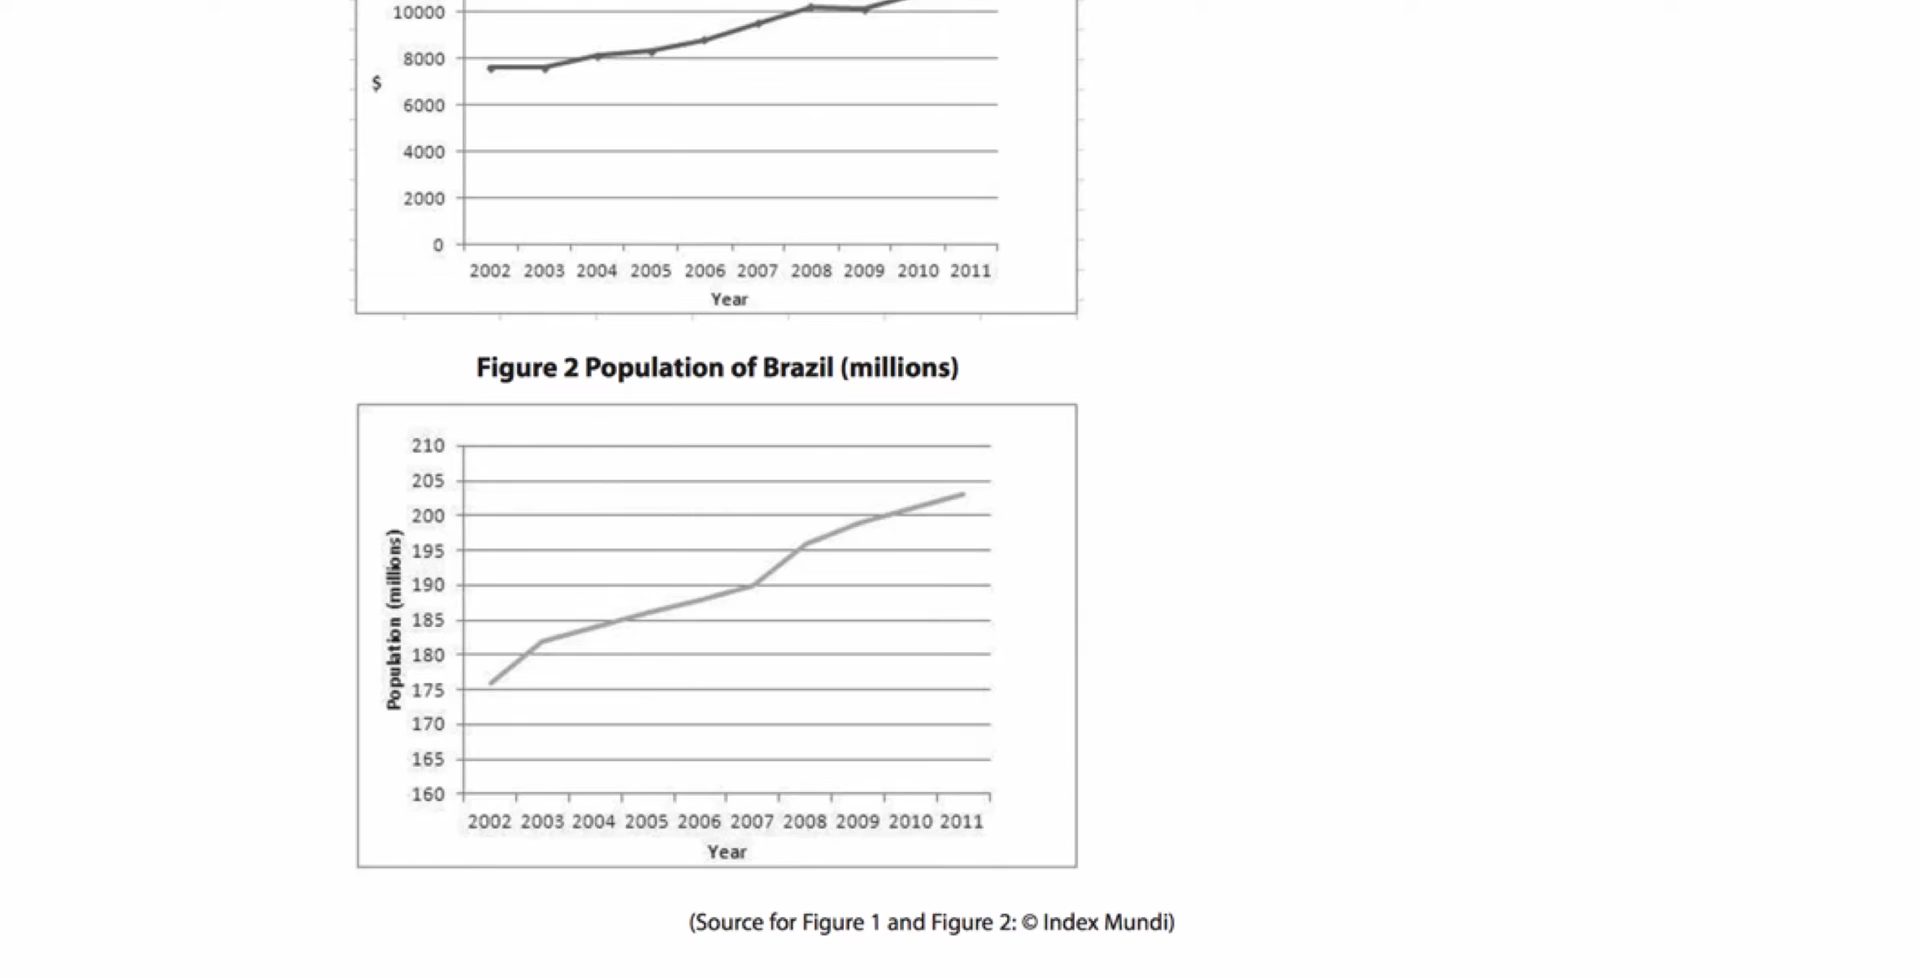 10000
8000
$
6000
4000
2000
0
2002 2003 2004 2005 2006 2007 2008 2009 2010 2011
Year
Figure 2 Population of Brazil (millions)
210
205
200
195
190
185
180
175
170
165
160
Population (millions)
2002 2003 2004 2005 2006 2007 2008 2009 2010 2011
Year
(Source for Figure 1 and Figure 2: © Index Mundi)